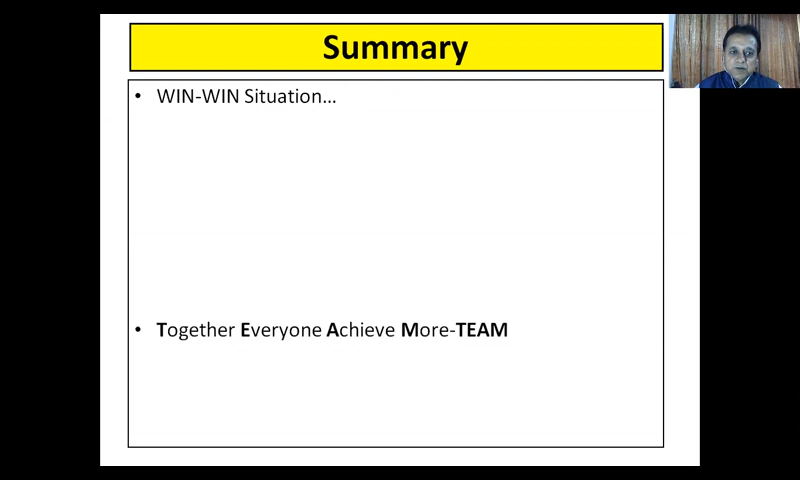 Summary
• WIN-WIN Situation...
• Together Everyone Achieve More-TEAM